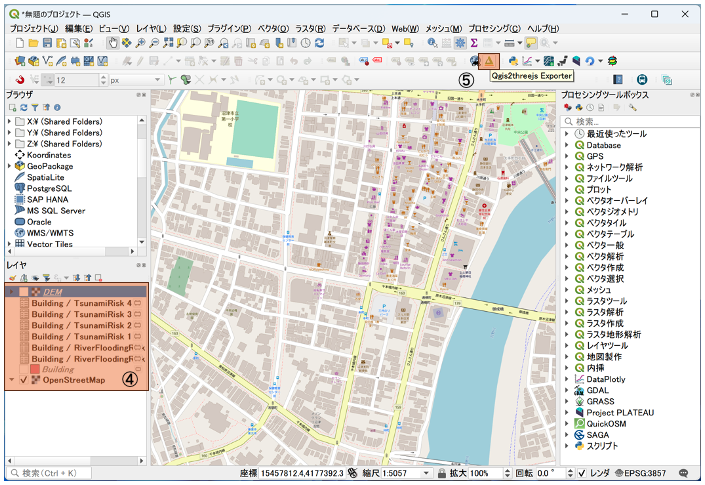 *無題のプロジェクト — QGIS
プロジェクト(J) 編集(E) ビュー(V) レイヤ(L) 設定(S) プラグイン(P) ベクタ(O) ラスタ(R) データベース(D) Web(W) メッシュ(M) プロセシング(C) ヘルプ(H)
12 px
⑤ Qgis2threejs Exporter
ブラウザ
X:¥ (Shared Folders)
Y:¥ (Shared Folders)
Z:¥ (Shared Folders)
Koordinates
GeoPackage
SpatiaLite
PostgreSQL
SAP HANA
MS SQL Server
Oracle
WMS/WMTS
Vector Tiles
レイヤ
DEM
Building / TsunamiRisk 4
Building / TsunamiRisk 3
Building / TsunamiRisk 2
Building / TsunamiRisk 1
Building / RiverFloodingR
Building / RiverFloodingR
Building
④
OpenStreetMap
プロセシングツールボックス
検索…
最近使ったツール
Database
GPS
ネットワーク解析
ファイルツール
プロット
ベクタオーバーレイ
ベクタジオメトリ
ベクタタイル
ベクタテーブル
ベクタ一般
ベクタ解析
ベクタ作成
ベクタ選択
メッシュ
ラスタツール
ラスタ解析
ラスタ作成
ラスタ地形解析
レイヤツール
地図製作
内挿
DataPlotly
GDAL
GRASS
Project PLATEAU
QuickOSM
SAGA
スクリプト
検索(Ctrl + K) 座標 15457812.4,4177392.3 縮尺 1:5057 拡大 100% 回転 0.0 ° レンダ EPSG:3857